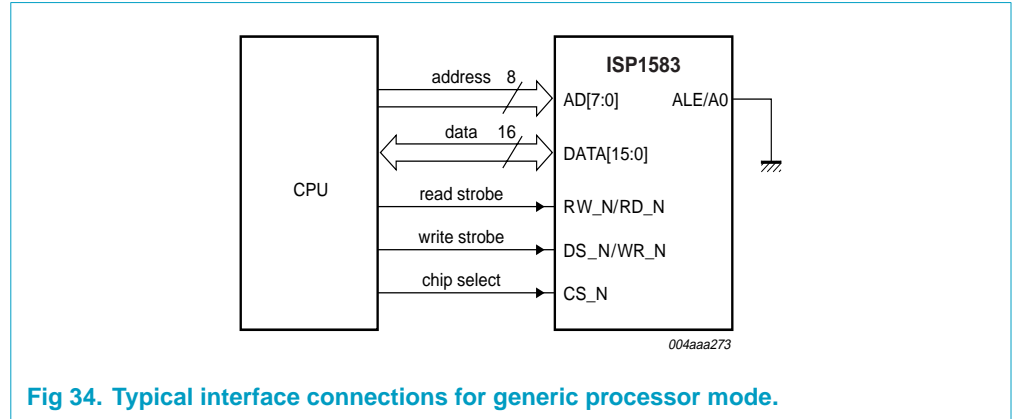 ISP1583
address 8
AD[7:0] ALE/A0
data 16
DATA[15:0]
CPU
read strobe
RW_N/RD_N
write strobe
DS_N/WR_N
chip select
CS_N
004aaa273
Fig 34. Typical interface connections for generic processor mode.